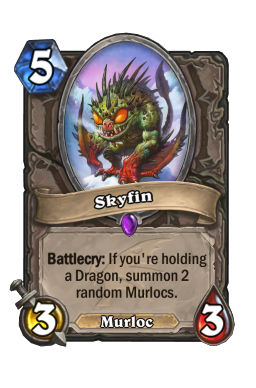 5
Skyfin
Battlecry: If you're holding
a Dragon, summon 2
random Murlocs.
3
Murloc
3